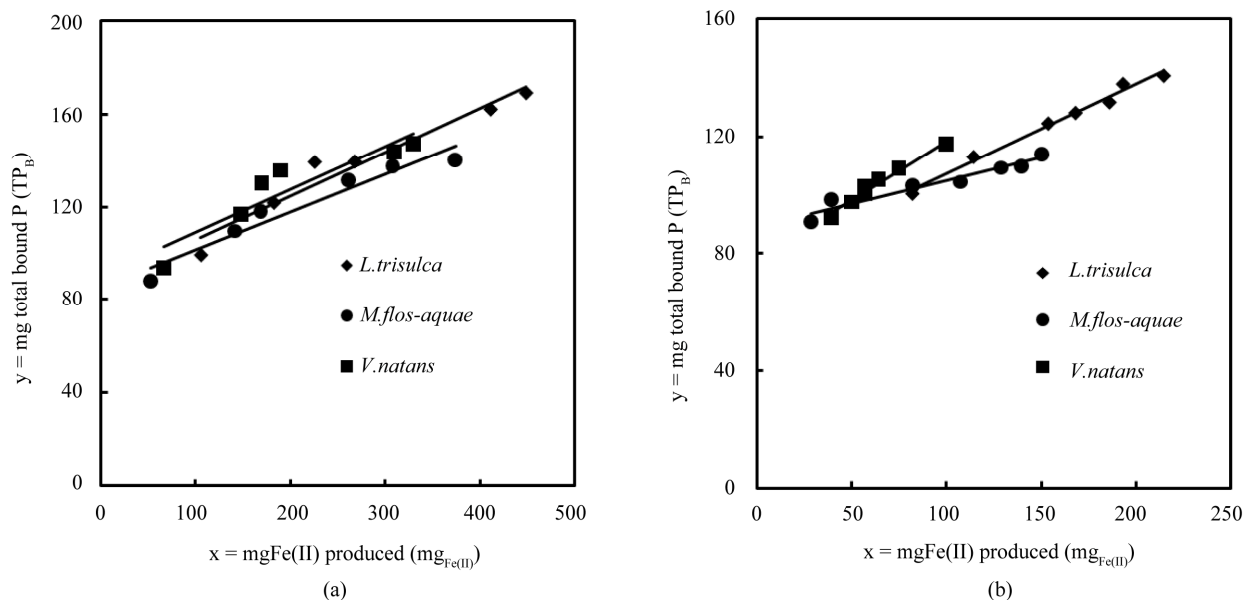 200
160
120
80
40
0
0
100
200
300
400
500
y = mg total bound P (TP_B)
x = mgFe(II) produced (mg_Fe(II))
L.trisulca
M.flos-aquae
V.natans
(a)
160
120
80
40
0
0
50
100
150
200
250
y = mg total bound P (TP_B)
x = mgFe(II) produced (mg_Fe(II))
L.trisulca
M.flos-aquae
V.natans
(b)